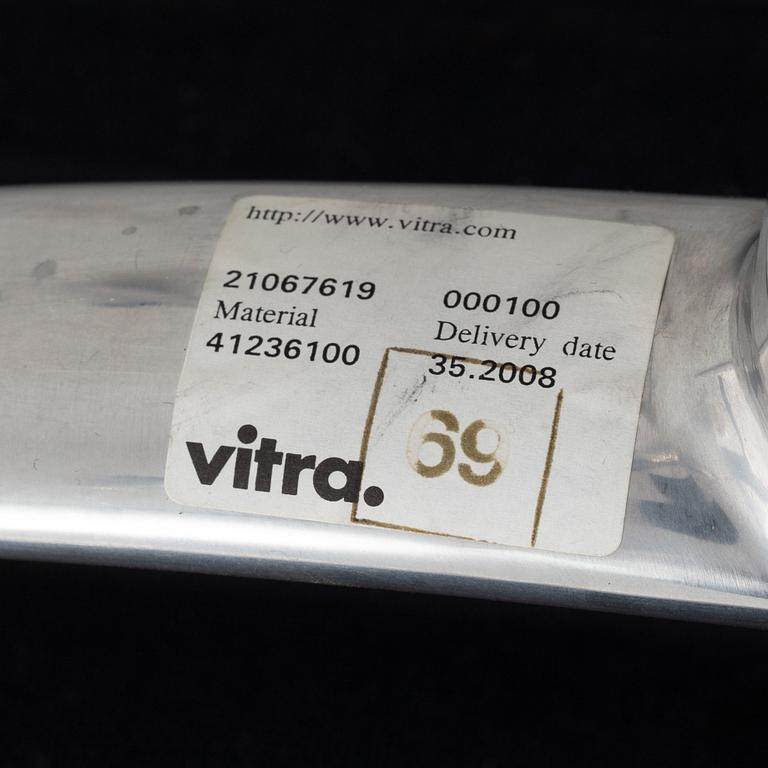 http://www.vitra.com
21067619 000100
Material Delivery date
41236100 35.2008
69
vitra.